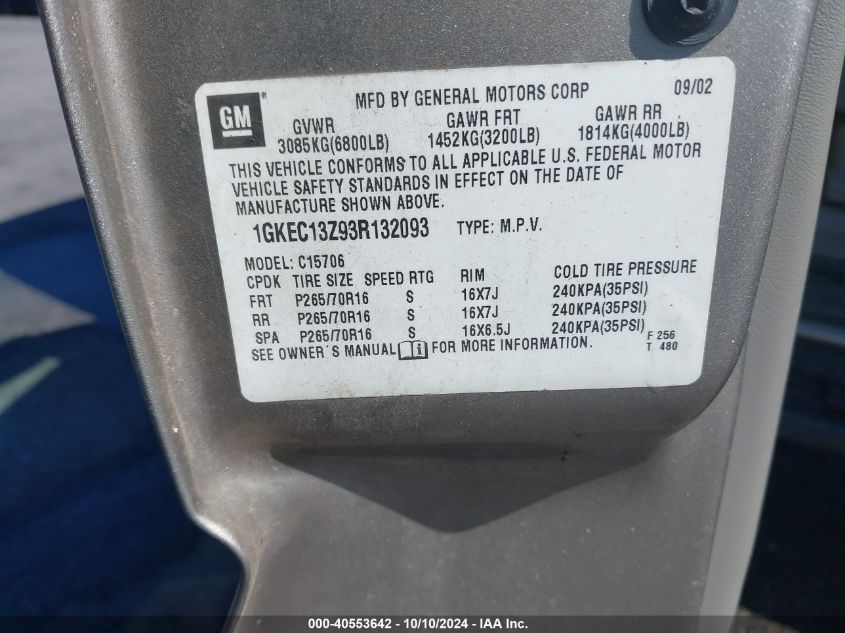 GM ® MFD BY GENERAL MOTORS CORP 09/02
GVWR GAWR FRT GAWR RR
3085KG(6800LB) 1452KG(3200LB) 1814KG(4000LB)
THIS VEHICLE CONFORMS TO ALL APPLICABLE U.S. FEDERAL MOTOR
VEHICLE SAFETY STANDARDS IN EFFECT ON THE DATE OF
MANUFACTURE SHOWN ABOVE.
1GKEC13Z93R132093 TYPE: M.P.V.
MODEL: C15706
CPDK TIRE SIZE SPEED RTG RIM COLD TIRE PRESSURE
FRT P265/70R16 S 16X7J 240KPA(35PSI)
RR P265/70R16 S 16X7J 240KPA(35PSI)
SPA P265/70R16 S 16X6.5J 240KPA(35PSI) F 256
SEE OWNER'S MANUAL i FOR MORE INFORMATION. T 480
000-40553642 - 10/10/2024 - IAA Inc.